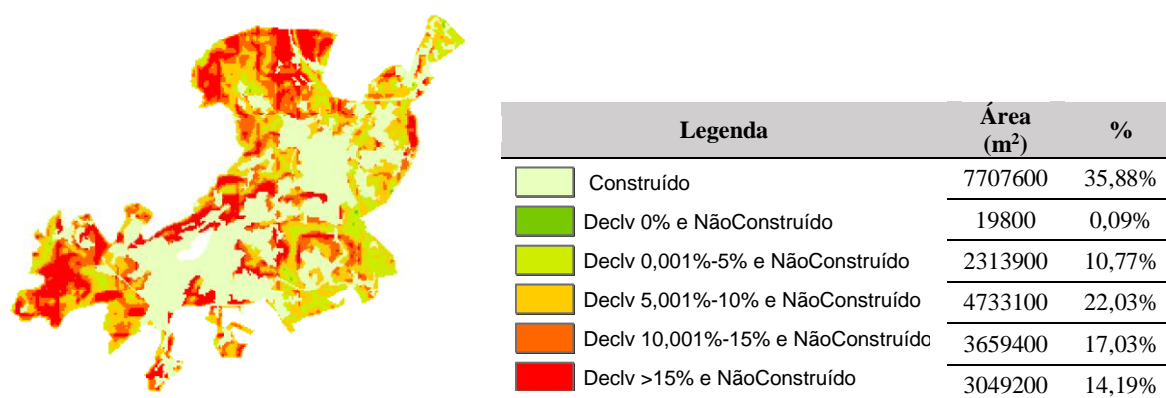 Legenda Área (m²) %
Construído 7707600 35,88%
Declv 0% e NãoConstruído 19800 0,09%
Declv 0,001%-5% e NãoConstruído 2313900 10,77%
Declv 5,001%-10% e NãoConstruído 4733100 22,03%
Declv 10,001%-15% e NãoConstruído 3659400 17,03%
Declv >15% e NãoConstruído 3049200 14,19%